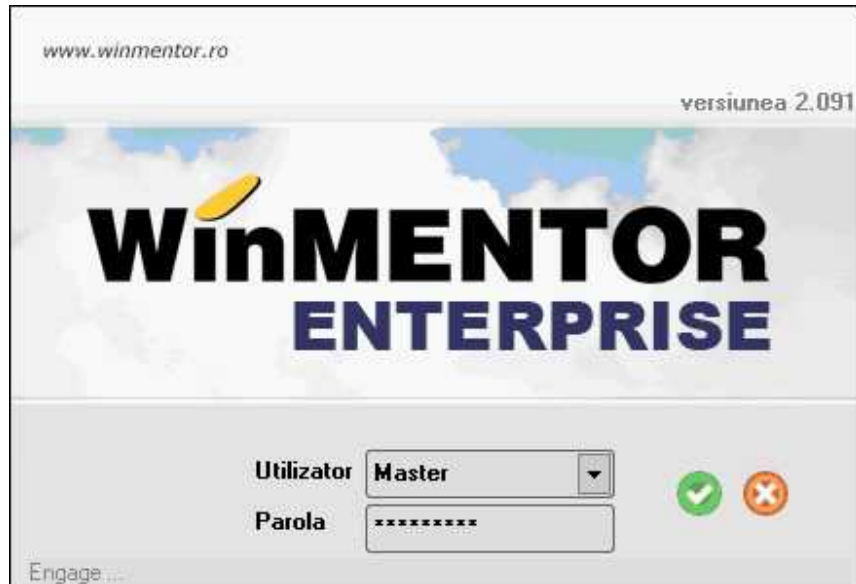 www.winmentor.ro
versiunea 2.091
WinMENTOR
ENTERPRISE
Utilizator Master
Parola *********
Engage ...